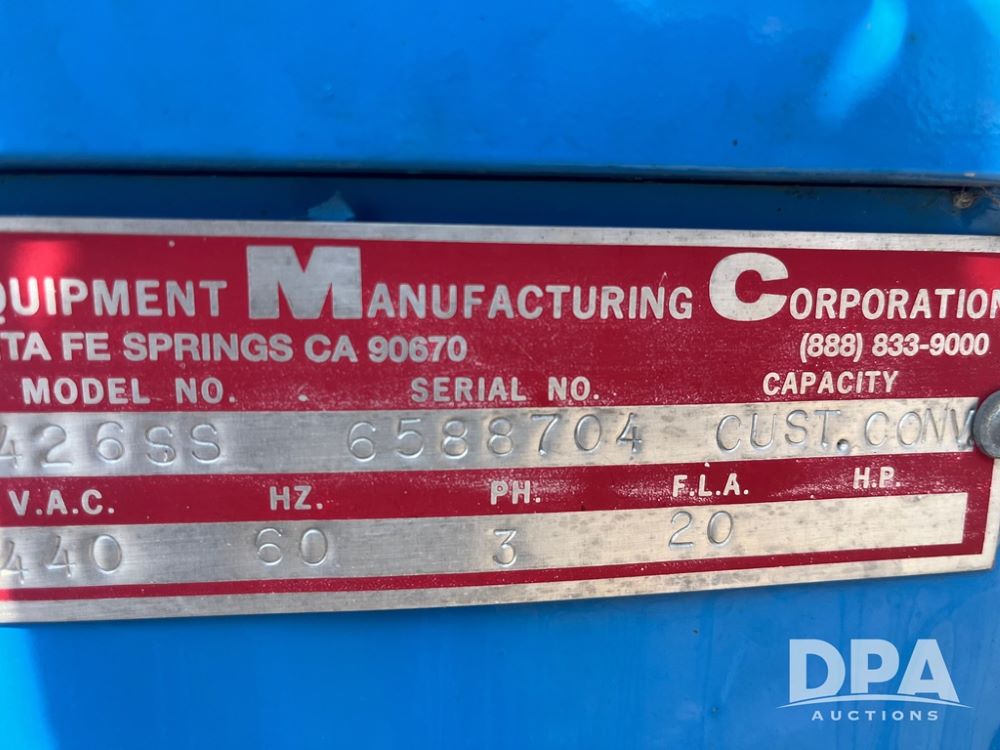 QUIPMENT MANUFACTURING CORPORATION
TA FE SPRINGS CA 90670 (888) 833-9000
MODEL NO. SERIAL NO. CAPACITY
426SS 6588704 CUST. CONV.
V.A.C. HZ. PH. F.L.A. H.P.
440 60 3 20
DPA
AUCTIONS